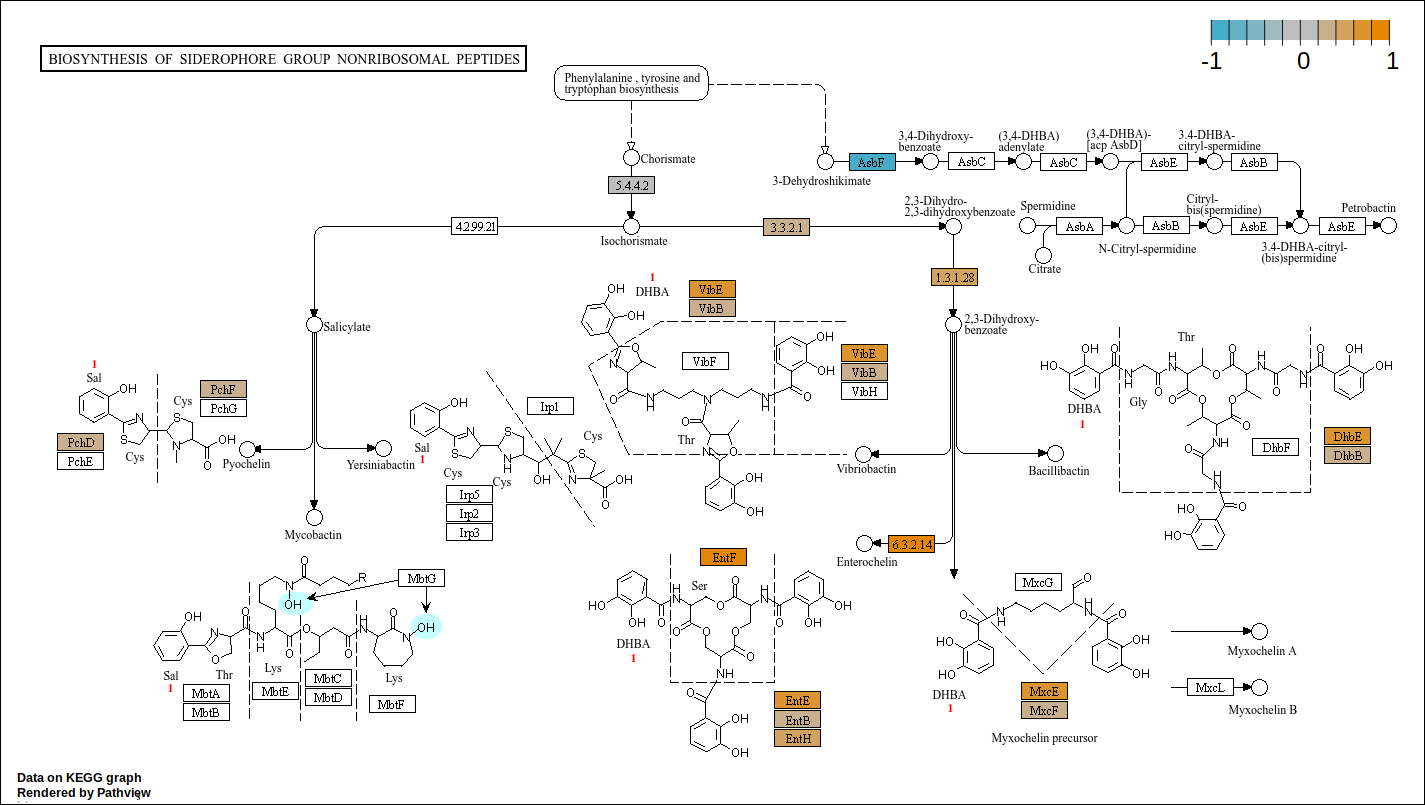 BIOSYNTHESIS OF SIDEROPHORE GROUP NONRIBOSOMAL PEPTIDES
-1 0 1
Phenylalanine , tyrosine and
tryptophan biosynthesis
Chorismate
5.4.4.2
Isochorismate
4.2.99.21
3.3.2.1
3-Dehydroshikimate
AsbF
3,4-Dihydroxy-
benzoate
AsbC
(3,4-DHBA)
adenylate
AsbC
(3,4-DHBA)-
[acp AsbD]
AsbE
3.4-DHBA-
citryl-spermidine
AsbB
2,3-Dihydro-
2,3-dihydroxybenzoate
Spermidine
Citrate
AsbA
N-Citryl-spermidine
AsbB
Citryl-
bis(spermidine)
AsbE
3.4-DHBA-citryl-
(bis)spermidine
AsbE
Petrobactin
1.3.1.28
2,3-Dihydroxy-
benzoate
Salicylate
1
DHBA
VibE
VibB
OH
OH
O
N
VibF
VibE
VibB
VibH
OH
OH
O
O
N
H
N
N
H
O
O
Thr
N
O
OH
OH
Vibriobactin
1
Sal
OH
Cys
PchF
PchG
PchD
PchE
N
S
S
N
Cys
OH
O
Pyochelin
Yersiniabactin
Mycobactin
OH
Sal
1
N
S
S
N
H
Cys
Cys
Irp1
Cys
OH
S
N
OH
O
Irp5
Irp2
Irp3
Bacillibactin
OH
HO
DHBA
1
O
N
H
Gly
O
H
N
Thr
O
O
O
O
O
O
H
N
O
N
H
O
OH
OH
NH
O
N
H
O
HO
HO
DhbF
DhbE
DhbB
Enterochelin
6.3.2.14
EntF
Ser
OH
HO
DHBA
1
O
H
N
O
O
O
O
O
O
H
N
O
OH
OH
NH
O
OH
OH
EntE
EntB
EntH
MbtG
O
N
R
OH
OH
Sal
1
N
O
Thr
O
N
H
Lys
O
O
O
H
N
O
N
OH
Lys
MbtA
MbtB
MbtE
MbtC
MbtD
MbtF
MxcG
O
O
N
H
H
N
O
HO
HO
DHBA
1
OH
OH
MxcE
MxcF
Myxochelin precursor
Myxochelin A
MxcL
Myxochelin B
Data on KEGG graph
Rendered by Pathview